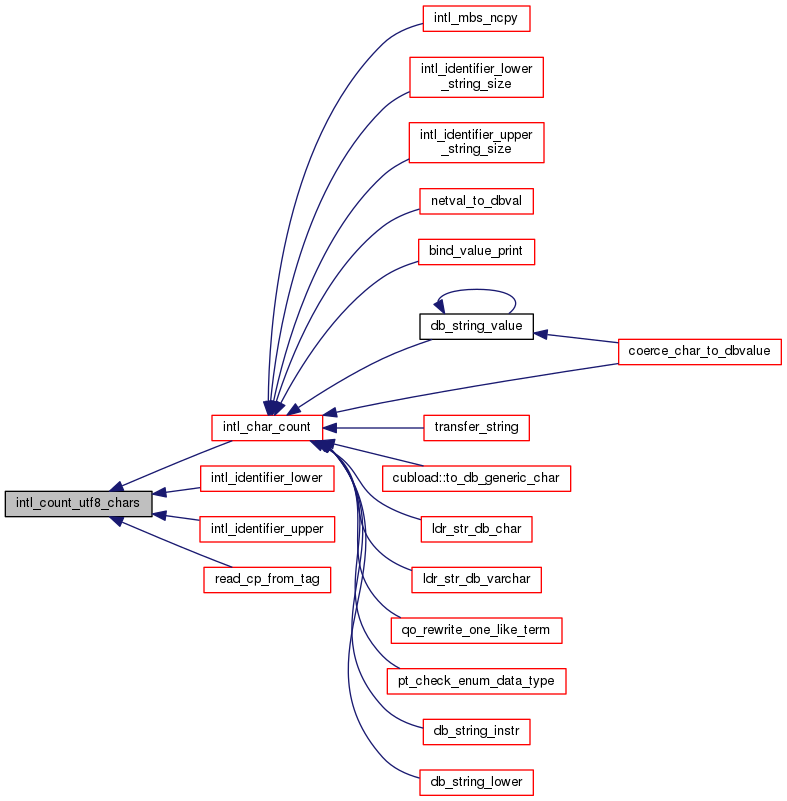 intl_mbs_ncpy
intl_identifier_lower
_string_size
intl_identifier_upper
_string_size
netval_to_dbval
bind_value_print
db_string_value
coerce_char_to_dbvalue
intl_char_count
transfer_string
cubload::to_db_generic_char
intl_identifier_lower
intl_count_utf8_chars
intl_identifier_upper
ldr_str_db_char
read_cp_from_tag
ldr_str_db_varchar
qo_rewrite_one_like_term
pt_check_enum_data_type
db_string_instr
db_string_lower